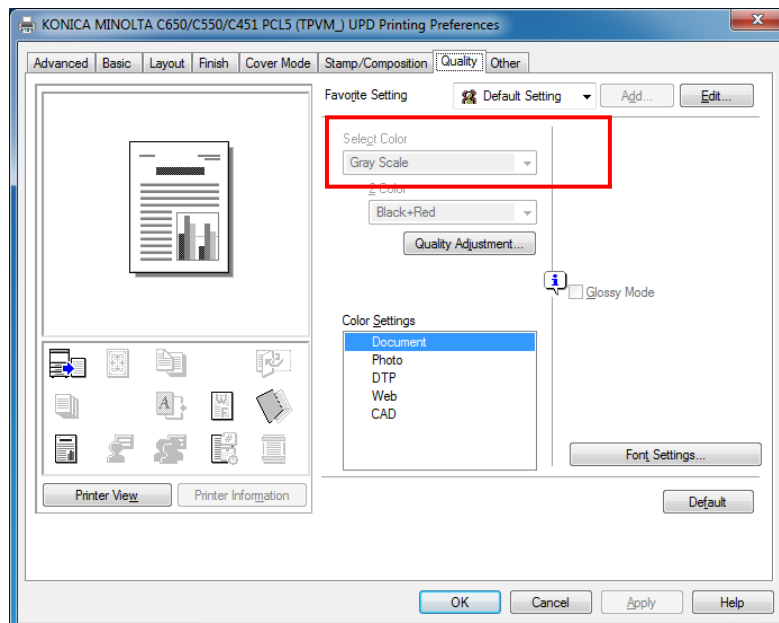 KONICA MINOLTA C650/C550/C451 PCL5 (TPVM_) UPD Printing Preferences
Advanced Basic Layout Finish Cover Mode Stamp/Composition Quality Other
Favorite Setting Default Setting Add... Edit...
Select Color
Gray Scale
2 Color
Black+Red
Quality Adjustment...
Glossy Mode
Color Settings
Document
Photo
DTP
Web
CAD
Font Settings...
Printer View Printer Information
Default
OK Cancel Apply Help